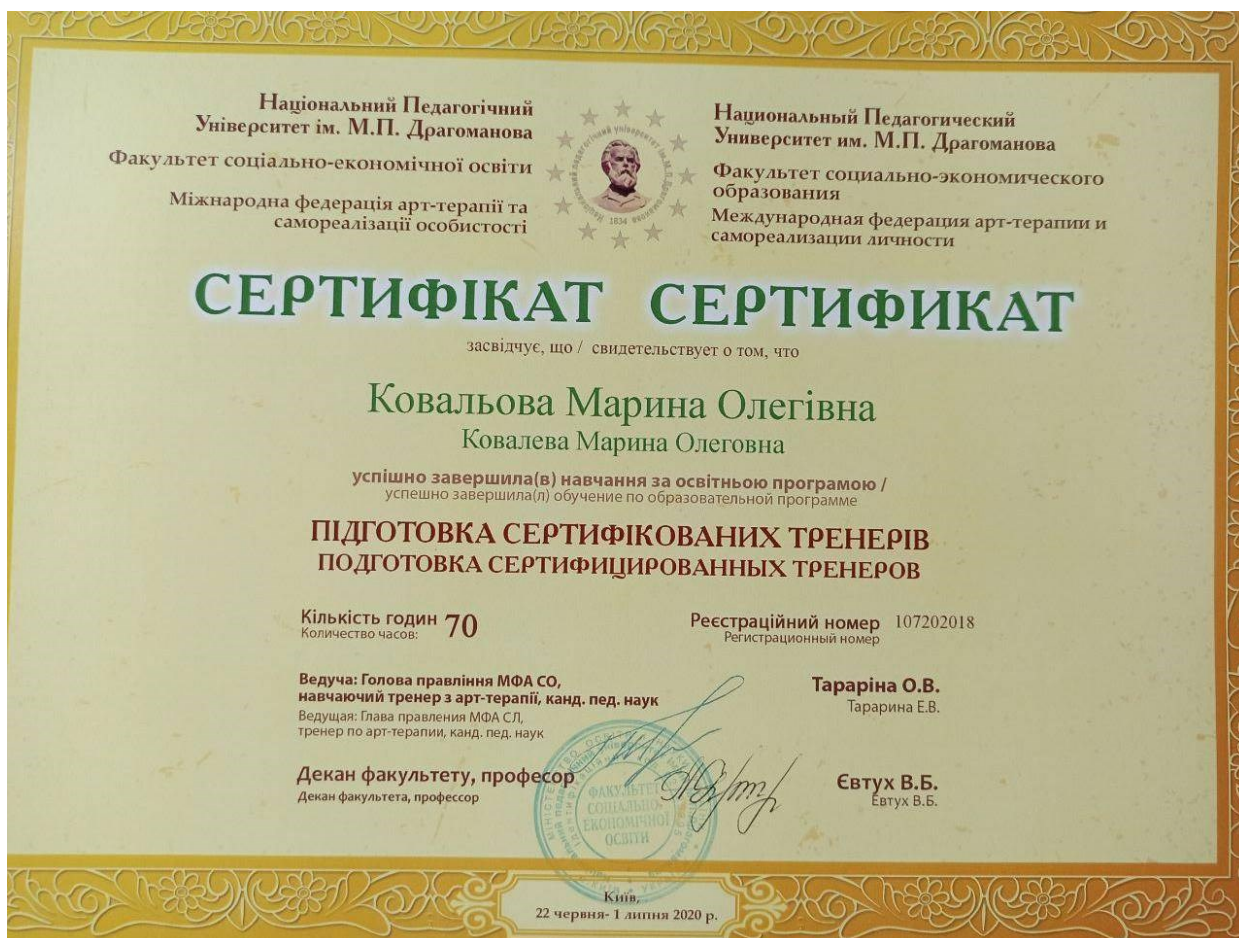 Національний Педагогічний
Університет ім. М.П. Драгоманова
Факультет соціально-економічної освіти
Міжнародна федерація арт-терапії та
самореалізації особистості
1834
Национальный Педагогический
Университет им. М.П. Драгоманова
Факультет социально-экономического
образования
Международная федерация арт-терапии и
самореализации личности
СЕРТИФІКАТ СЕРТИФИКАТ
засвідчує, що / свидетельствует о том, что
Ковальова Марина Олегівна
Ковалева Марина Олеговна
успішно завершила(в) навчання за освітньою програмою /
успешно завершила(л) обучение по образовательной программе
ПІДГОТОВКА СЕРТИФІКОВАНИХ ТРЕНЕРІВ
ПОДГОТОВКА СЕРТИФИЦИРОВАННЫХ ТРЕНЕРОВ
Кількість годин 70
Количество часов:
Реєстраційний номер 107202018
Регистрационный номер
Ведуча: Голова правління МФА СО,
навчаючий тренер з арт-терапії, канд. пед. наук
Ведущая: Глава правления МФА СЛ,
тренер по арт-терапии, канд. пед. наук
Тараріна О.В.
Тарарина Е.В.
Декан факультету, професор
Декан факультета, профессор
Євтух В.Б.
Евтух В.Б.
ФАКУЛЬТЕТ
СОЦІАЛЬНО-
ЕКОНОМІЧНОЇ
ОСВІТИ
Київ,
22 червня- 1 липня 2020 р.